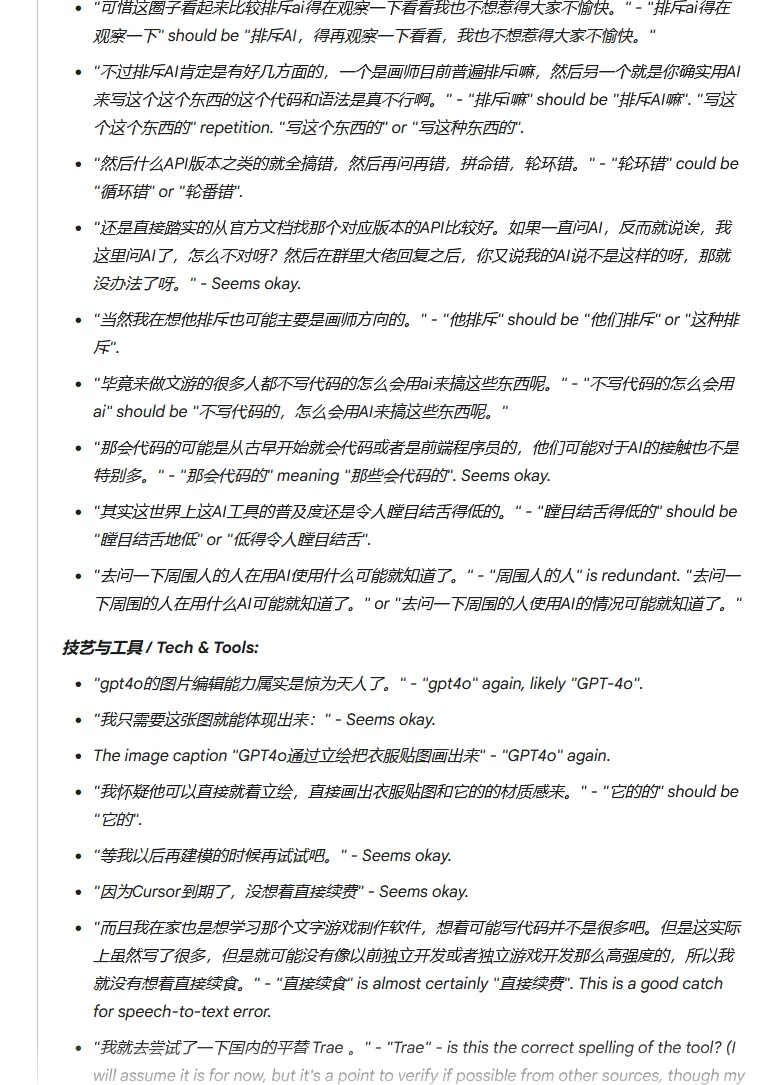 "可惜这圈子看起来比较排斥ai得在观察一下看看我也不想惹得大家不愉快。" - "排斥ai得在
观察一下" should be "排斥AI，得再观察一下看看，我也不想惹得大家不愉快。"
"不过排斥AI肯定是有好几方面的，一个是画师目前普遍排斥i嘛，然后另一个就是你确实用AI
来写这个这个东西的这个代码和语法是真不行啊。" - "排斥i嘛" should be "排斥AI嘛". "写这
个这个东西的" repetition. "写这个东西的" or "写这种东西的".
"然后什么API版本之类的就全搞错，然后再问再错，拼命错，轮环错。" - "轮环错" could be
"循环错" or "轮番错".
"还是直接踏实的从官方文档找那个对应版本的API比较好。如果一直问AI，反而就说诶，我
这里问AI了，怎么不对呀？然后在群里大佬回复之后，你又说我的AI说不是这样的呀，那就
没办法了呀。" - Seems okay.
"当然我在想他排斥也可能主要是画师方向的。" - "他排斥" should be "他们排斥" or "这种排
斥".
"毕竟来做文游的很多人都不写代码的怎么会用ai来搞这些东西呢。" - "不写代码的怎么会用
ai" should be "不写代码的，怎么会用AI来搞这些东西呢。"
"那会代码的可能是从古早开始就会代码或者是前端程序员的，他们可能对于AI的接触也不是
特别多。" - "那会代码的" meaning "那些会代码的". Seems okay.
"其实这世界上这AI工具的普及度还是令人瞠目结舌得低的。" - "瞠目结舌得低的" should be
"瞠目结舌地低" or "低得令人瞠目结舌".
"去问一下周围人的人在用AI使用什么可能就知道了。" - "周围人的人" is redundant. "去问一
下周围的人在用什么AI可能就知道了。" or "去问一下周围的人使用AI的情况可能就知道了。"
技艺与工具 / Tech & Tools:
"gpt4o的图片编辑能力属实是惊为天人了。" - "gpt4o" again, likely "GPT-4o".
"我只需要这张图就能体现出来：" - Seems okay.
The image caption "GPT4o通过立绘把衣服贴图画出来" - "GPT4o" again.
"我怀疑他可以直接就着立绘，直接画出衣服贴图和它的的材质感来。" - "它的的" should be
"它的".
"等我以后再建模的时候再试试吧。" - Seems okay.
"因为Cursor到期了，没想着直接续费" - Seems okay.
"而且我在家也是想学习那个文字游戏制作软件，想着可能写代码并不是很多吧。但是这实际
上虽然写了很多，但是就可能没有像以前独立开发或者独立游戏开发那么高强度的，所以我
就没有想着直接续食。" - "直接续食" is almost certainly "直接续费". This is a good catch
for speech-to-text error.
"我就去尝试了一下国内的平替 Trae 。" - "Trae" - is this the correct spelling of the tool? (I
will assume it is for now, but it's a point to verify if possible from other sources, though my